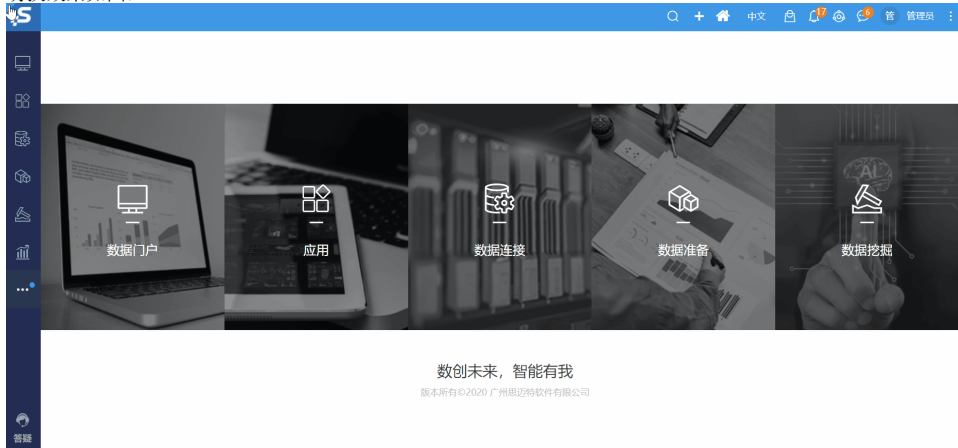 S
中文
17
6
管
管理员
数据门户
应用
数据连接
AL
数据准备
数据挖掘
数创未来，智能有我
版本所有©2020 广州思迈特软件有限公司
答疑